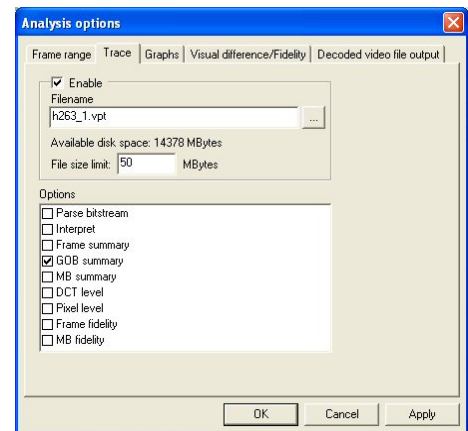 Analysis options
Frame range Trace Graphs Visual difference/Fidelity Decoded video file output
Enable
Filename
h263_1.vpt ...
Available disk space: 14378 MBytes
File size limit: 50 MBytes
Options
Parse bitstream
Interpret
Frame summary
GOB summary
MB summary
DCT level
Pixel level
Frame fidelity
MB fidelity
OK Cancel Apply